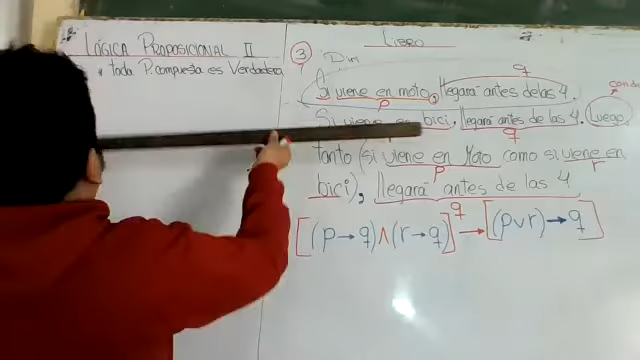 LÓGICA PROPOSICIONAL II
toda P. compuesta es Verdadera
LIBRO
3
Si viene en moto, llegará antes de las 4.
p q
Si viene en bici, llegará antes de las 4. Luego,
q
tanto (si viene en Moto como si viene en
p r
bici), llegará antes de las 4
q
[(p→q)∧(r→q)]→[(p∨r)→q]